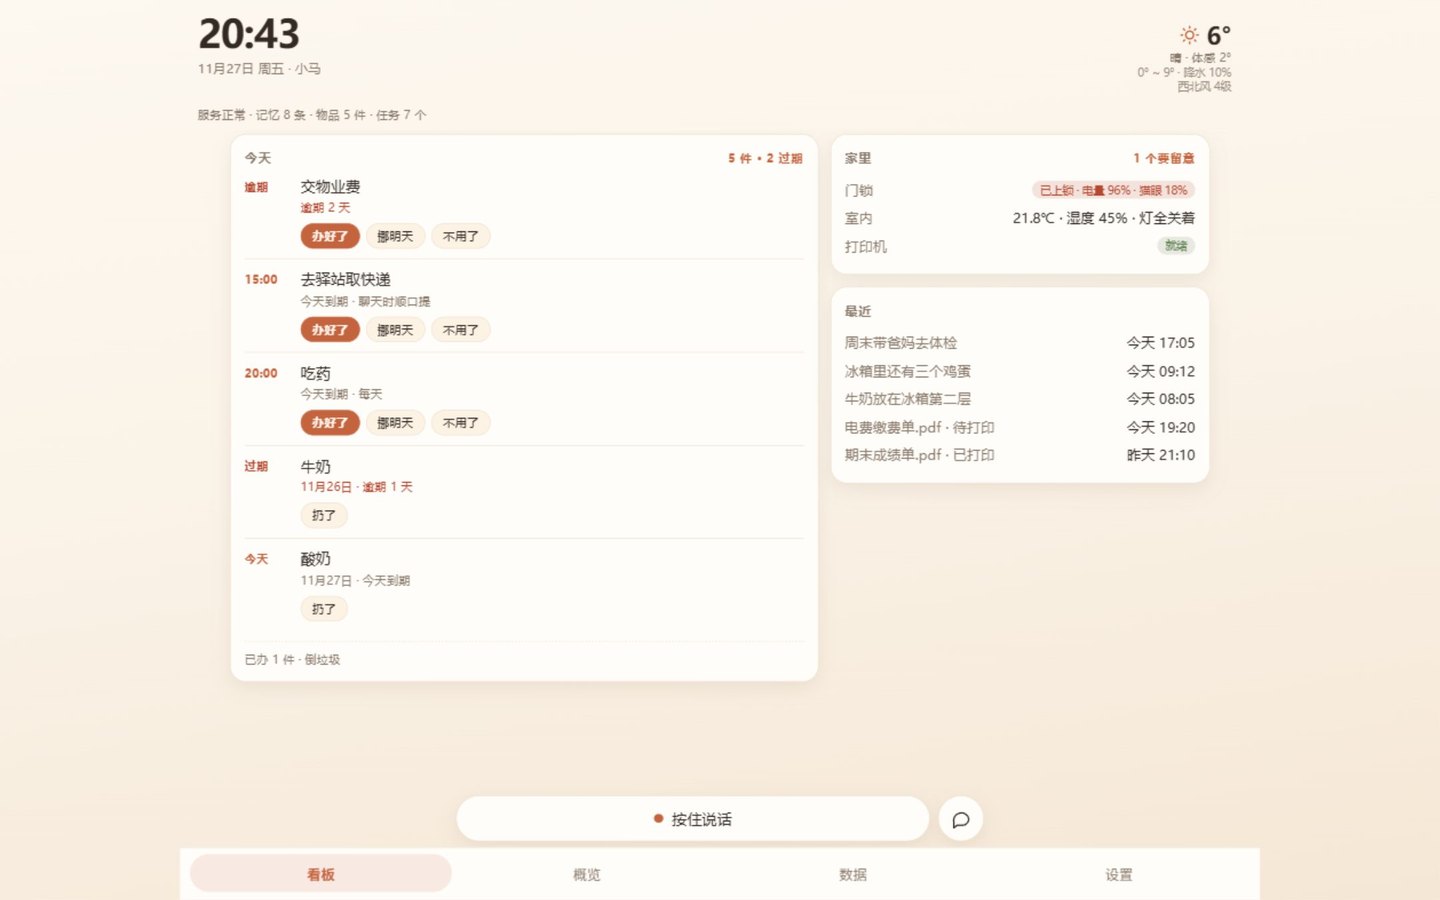 20:43
11月27日 周五 · 小马
6°
晴 · 体感 2°
0° ~ 9° · 降水 10%
西北风 4级
服务正常 · 记忆 8 条 · 物品 5 件 · 任务 7 个
今天
5 件 • 2 过期
逾期
交物业费
逾期 2 天
办好了
挪明天
不用了
15:00
去驿站取快递
今天到期 · 聊天时顺口提
办好了
挪明天
不用了
20:00
吃药
今天到期 · 每天
办好了
挪明天
不用了
过期
牛奶
11月26日 · 逾期 1 天
扔了
今天
酸奶
11月27日 · 今天到期
扔了
已办 1 件 · 倒垃圾
家里
1 个要留意
门锁
已上锁 · 电量 96% · 猫眼 18%
室内
21.8°C · 湿度 45% · 灯全关着
打印机
就绪
最近
周末带爸妈去体检
今天 17:05
冰箱里还有三个鸡蛋
今天 09:12
牛奶放在冰箱第二层
今天 08:05
电费缴费单.pdf · 待打印
今天 19:20
期末成绩单.pdf · 已打印
昨天 21:10
按住说话
看板
概览
数据
设置